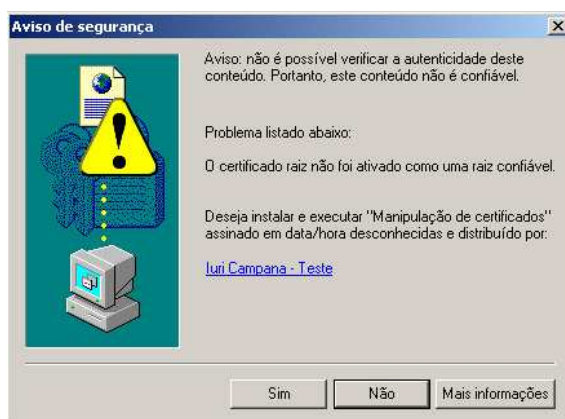 Aviso de segurança
Aviso: não é possível verificar a autenticidade deste
conteúdo. Portanto, este conteúdo não é confiável.
Problema listado abaixo:
O certificado raiz não foi ativado como uma raiz confiável.
Deseja instalar e executar "Manipulação de certificados"
assinado em data/hora desconhecidas e distribuído por:
Iuri Campana - Teste
Sim Não Mais informações